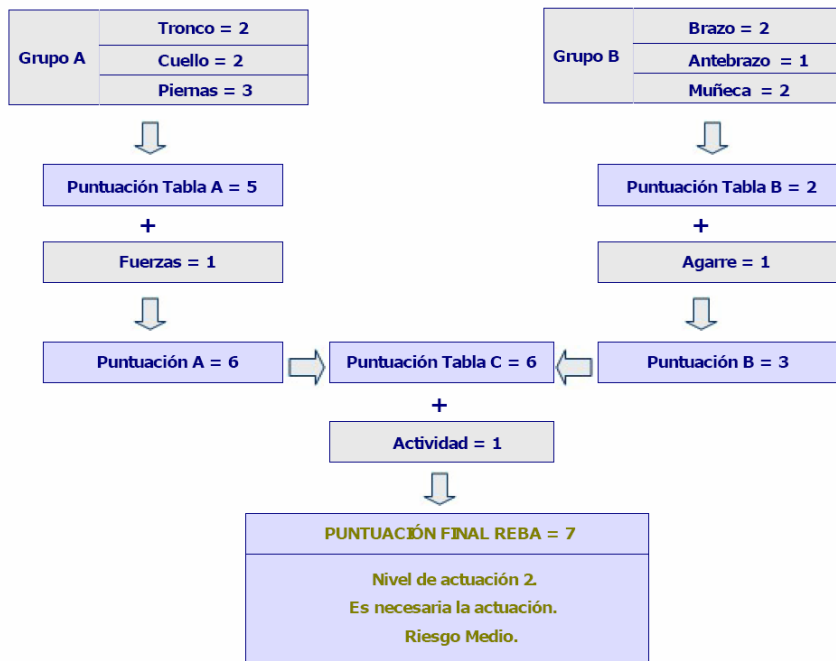 Grupo A
Tronco = 2
Cuello = 2
Piernas = 3
Grupo B
Brazo = 2
Antebrazo = 1
Muñeca = 2
Puntuación Tabla A = 5
Puntuación Tabla B = 2
+
+
Fuerzas = 1
Agarre = 1
Puntuación A = 6
Puntuación Tabla C = 6
Puntuación B = 3
+
Actividad = 1
PUNTUACIÓN FINAL REBA = 7
Nivel de actuación 2.
Es necesaria la actuación.
Riesgo Medio.